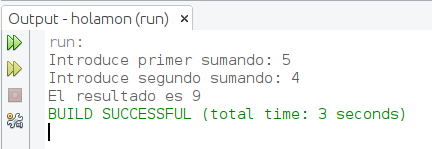 Output - holamon (run) ×
run:
Introduce primer sumando: 5
Introduce segundo sumando: 4
El resultado es 9
BUILD SUCCESSFUL (total time: 3 seconds)